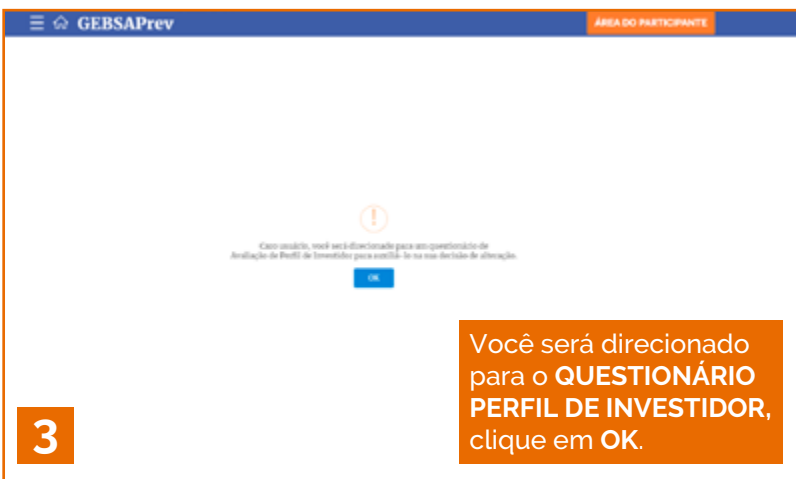 GEBSAPrev
ÁREA DO PARTICIPANTE
Caro usuário, você será direcionado para um questionário de
Avaliação de Perfil de Investidor para auxiliá-lo na sua decisão de alteração.
OK
Você será direcionado
para o QUESTIONÁRIO
PERFIL DE INVESTIDOR,
clique em OK.
3